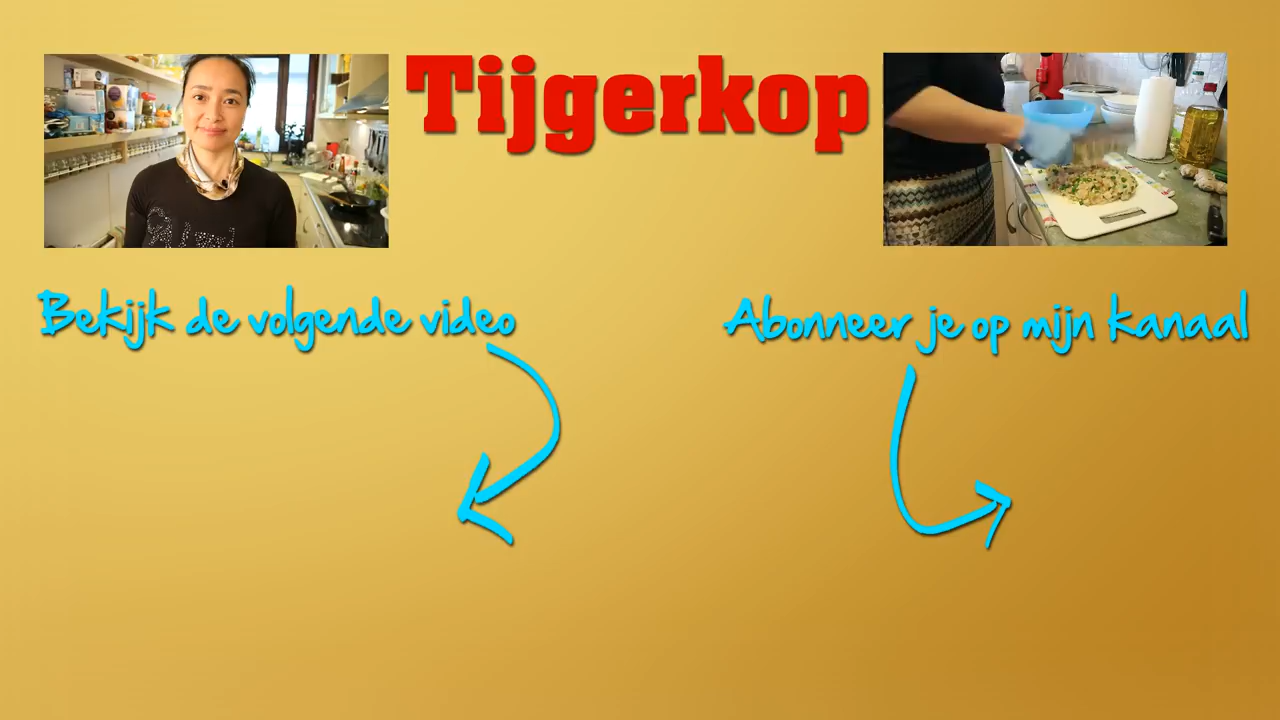 Tijgerkop
Bekijk de volgende video
Abonneer je op mijn kanaal